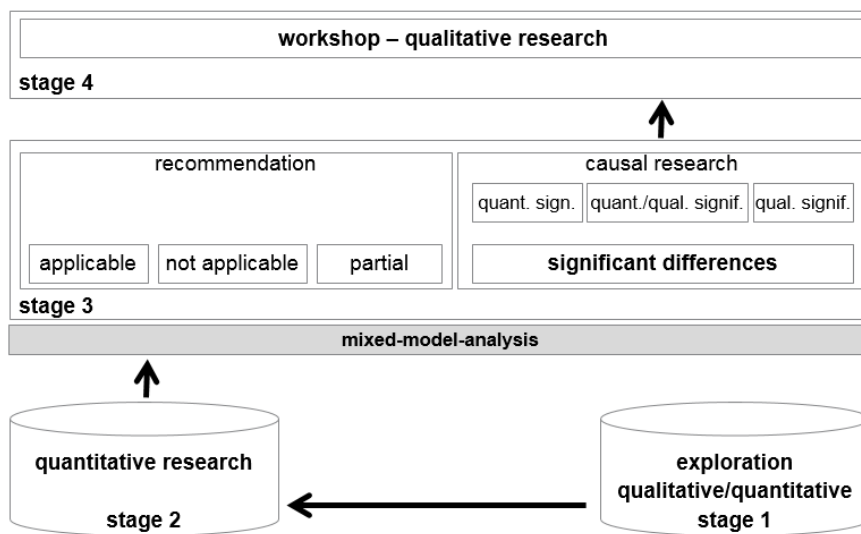 workshop – qualitative research
stage 4
recommendation
applicable
not applicable
partial
causal research
quant. sign.
quant./qual. signif.
qual. signif.
significant differences
stage 3
mixed-model-analysis
quantitative research
stage 2
exploration
qualitative/quantitative
stage 1